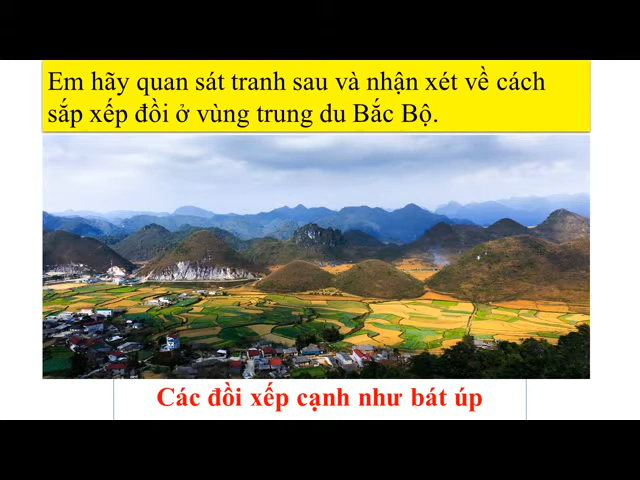 Em hãy quan sát tranh sau và nhận xét về cách
sắp xếp đồi ở vùng trung du Bắc Bộ.
Các đồi xếp cạnh như bát úp